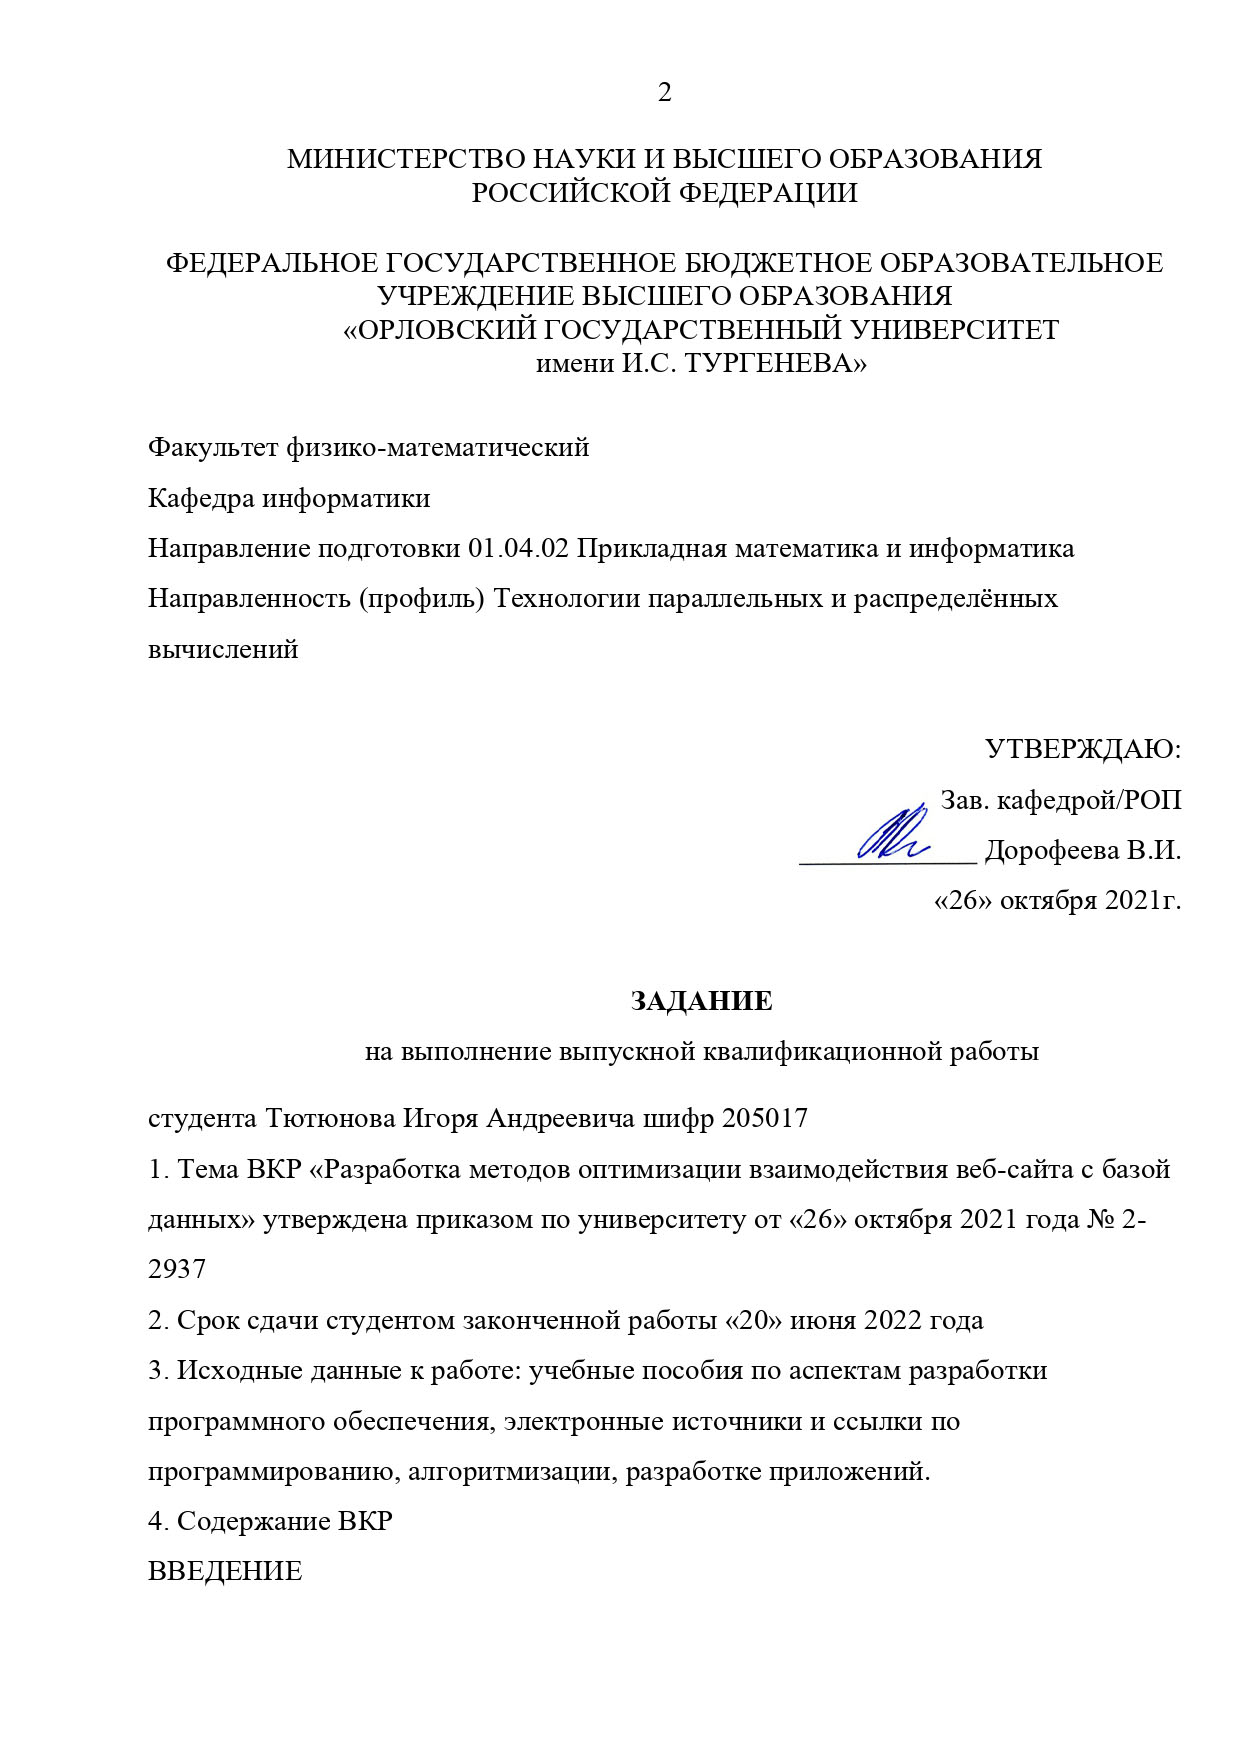 2
МИНИСТЕРСТВО НАУКИ И ВЫСШЕГО ОБРАЗОВАНИЯ
РОССИЙСКОЙ ФЕДЕРАЦИИ
ФЕДЕРАЛЬНОЕ ГОСУДАРСТВЕННОЕ БЮДЖЕТНОЕ ОБРАЗОВАТЕЛЬНОЕ
УЧРЕЖДЕНИЕ ВЫСШЕГО ОБРАЗОВАНИЯ
«ОРЛОВСКИЙ ГОСУДАРСТВЕННЫЙ УНИВЕРСИТЕТ
имени И.С. ТУРГЕНЕВА»
Факультет физико-математический
Кафедра информатики
Направление подготовки 01.04.02 Прикладная математика и информатика
Направленность (профиль) Технологии параллельных и распределённых
вычислений
УТВЕРЖДАЮ:
Зав. кафедрой/РОП
Дорофеева В.И.
«26» октября 2021г.
ЗАДАНИЕ
на выполнение выпускной квалификационной работы
студента Тютюнова Игоря Андреевича шифр 205017
1. Тема ВКР «Разработка методов оптимизации взаимодействия веб-сайта с базой
данных» утверждена приказом по университету от «26» октября 2021 года № 2-
2937
2. Срок сдачи студентом законченной работы «20» июня 2022 года
3. Исходные данные к работе: учебные пособия по аспектам разработки
программного обеспечения, электронные источники и ссылки по
программированию, алгоритмизации, разработке приложений.
4. Содержание ВКР
ВВЕДЕНИЕ